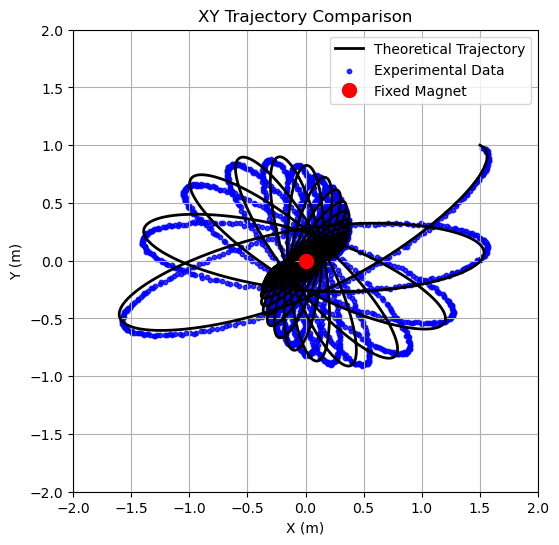 XY Trajectory Comparison
Theoretical Trajectory
Experimental Data
Fixed Magnet
Y (m)
2.0
1.5
1.0
0.5
0.0
−0.5
−1.0
−1.5
−2.0
−2.0 −1.5 −1.0 −0.5 0.0 0.5 1.0 1.5 2.0
X (m)